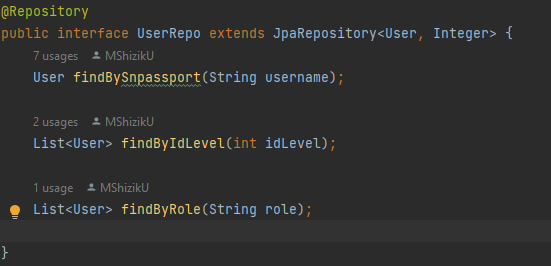 @Repository
public interface UserRepo extends JpaRepository<User, Integer> {
7 usages MShizikU
User findBySnpassport(String username);
2 usages MShizikU
List<User> findByIdLevel(int idLevel);
1 usage MShizikU
List<User> findByRole(String role);
}